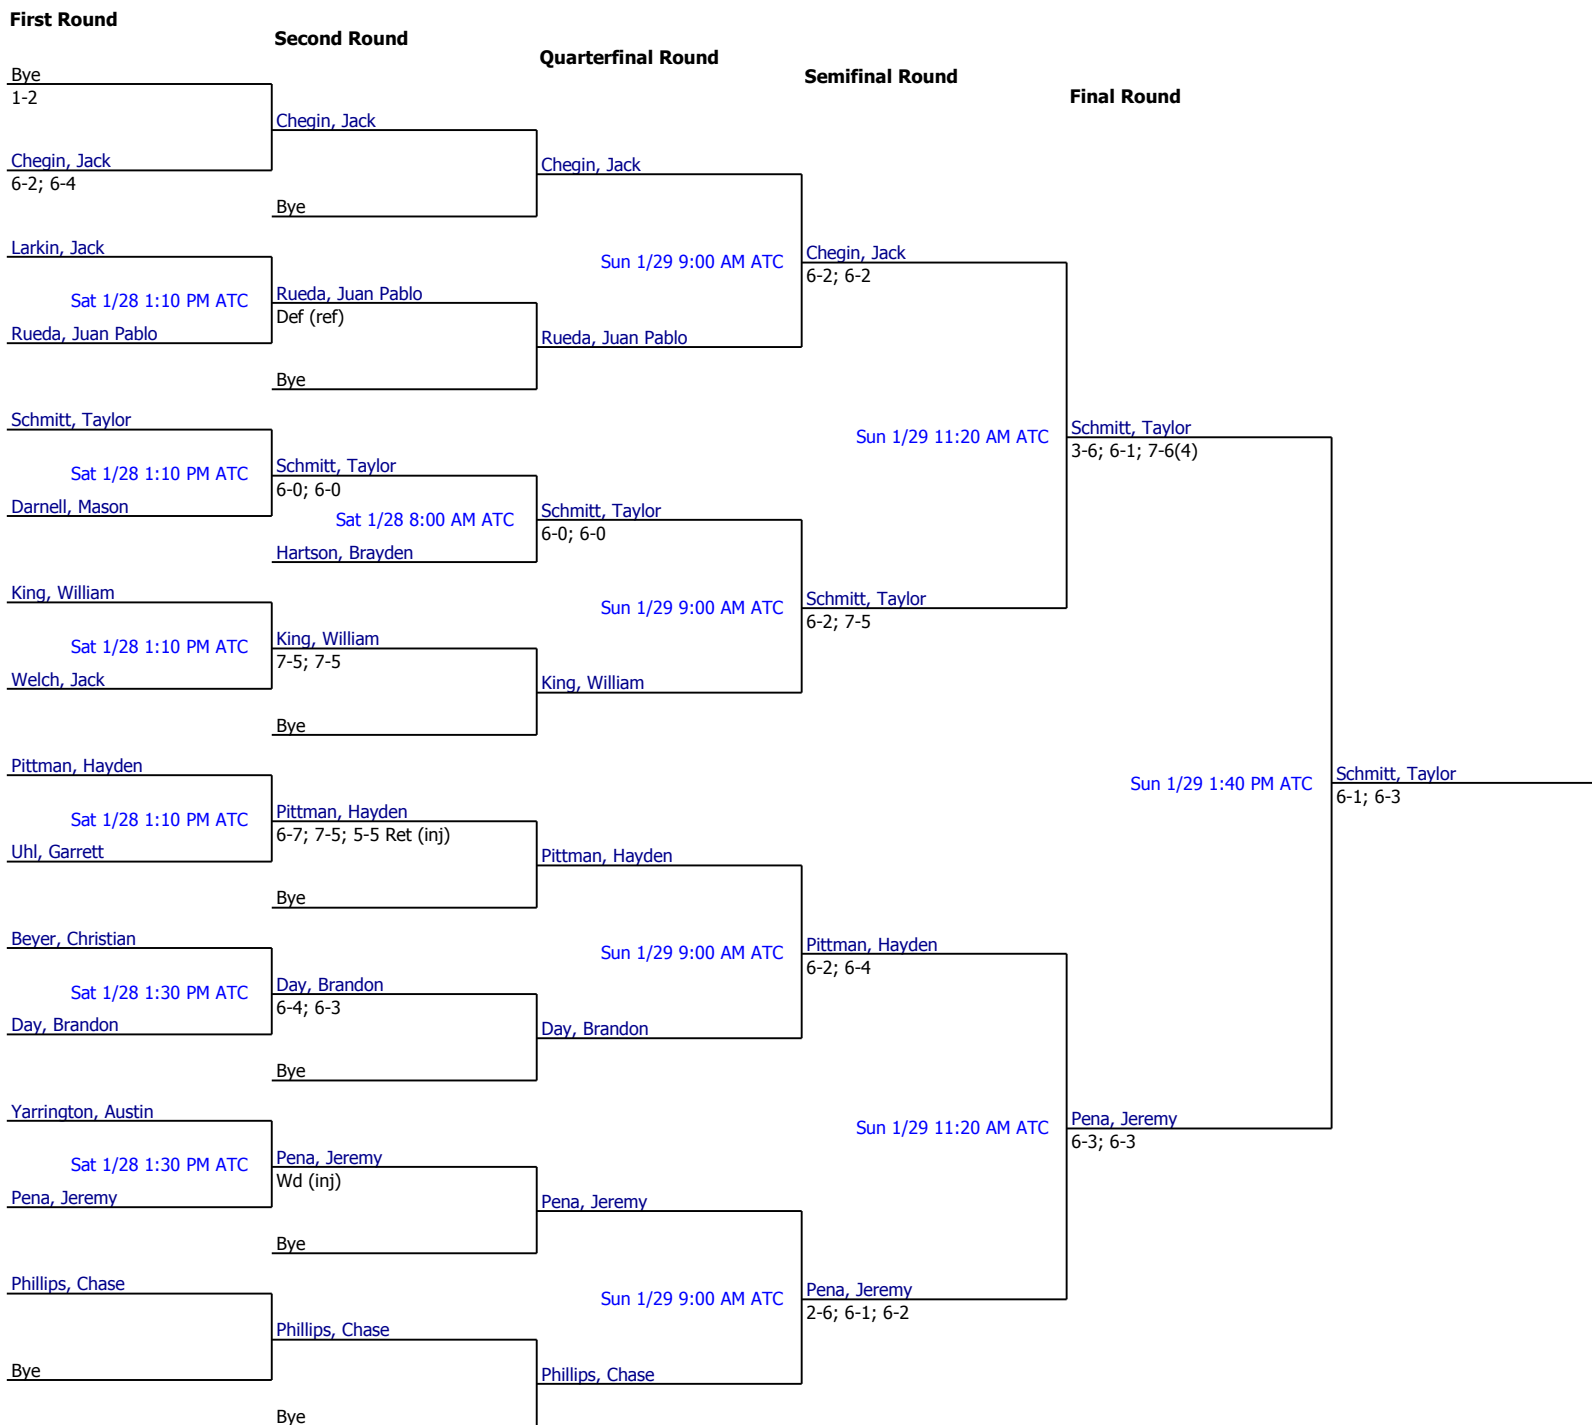 First Round
Second Round
Quarterfinal Round
Semifinal Round
Final Round
Bye
1-2
Chegin, Jack
Chegin, Jack
6-2; 6-4
Chegin, Jack
Bye
Larkin, Jack
Sun 1/29 9:00 AM ATC
Chegin, Jack
6-2; 6-2
Sat 1/28 1:10 PM ATC
Rueda, Juan Pablo
Def (ref)
Rueda, Juan Pablo
Rueda, Juan Pablo
Bye
Schmitt, Taylor
Sun 1/29 11:20 AM ATC
Schmitt, Taylor
3-6; 6-1; 7-6(4)
Sat 1/28 1:10 PM ATC
Schmitt, Taylor
6-0; 6-0
Darnell, Mason
Sat 1/28 8:00 AM ATC
Schmitt, Taylor
6-0; 6-0
Hartson, Brayden
King, William
Sun 1/29 9:00 AM ATC
Schmitt, Taylor
6-2; 7-5
Sat 1/28 1:10 PM ATC
King, William
7-5; 7-5
Welch, Jack
King, William
Bye
Pittman, Hayden
Sun 1/29 1:40 PM ATC
Schmitt, Taylor
6-1; 6-3
Sat 1/28 1:10 PM ATC
Pittman, Hayden
6-7; 7-5; 5-5 Ret (inj)
Uhl, Garrett
Pittman, Hayden
Bye
Beyer, Christian
Sun 1/29 9:00 AM ATC
Pittman, Hayden
6-2; 6-4
Sat 1/28 1:30 PM ATC
Day, Brandon
6-4; 6-3
Day, Brandon
Day, Brandon
Bye
Yarrington, Austin
Sun 1/29 11:20 AM ATC
Pena, Jeremy
6-3; 6-3
Sat 1/28 1:30 PM ATC
Pena, Jeremy
Wd (inj)
Pena, Jeremy
Pena, Jeremy
Bye
Phillips, Chase
Sun 1/29 9:00 AM ATC
Pena, Jeremy
2-6; 6-1; 6-2
Phillips, Chase
Bye
Phillips, Chase
Bye